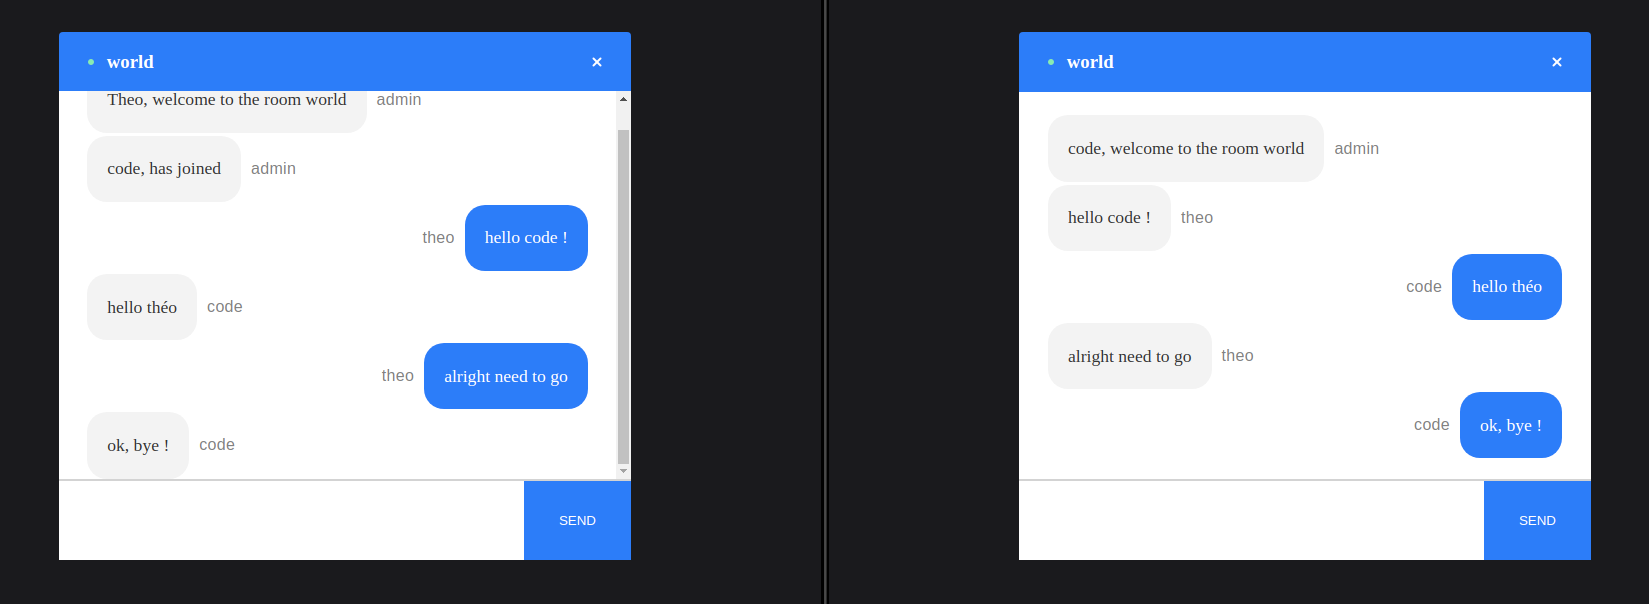 world ×
Theo, welcome to the room world admin
code, has joined admin
theo hello code !
hello théo code
theo alright need to go
ok, bye ! code
SEND
world ×
code, welcome to the room world admin
hello code ! theo
code hello théo
alright need to go theo
code ok, bye !
SEND